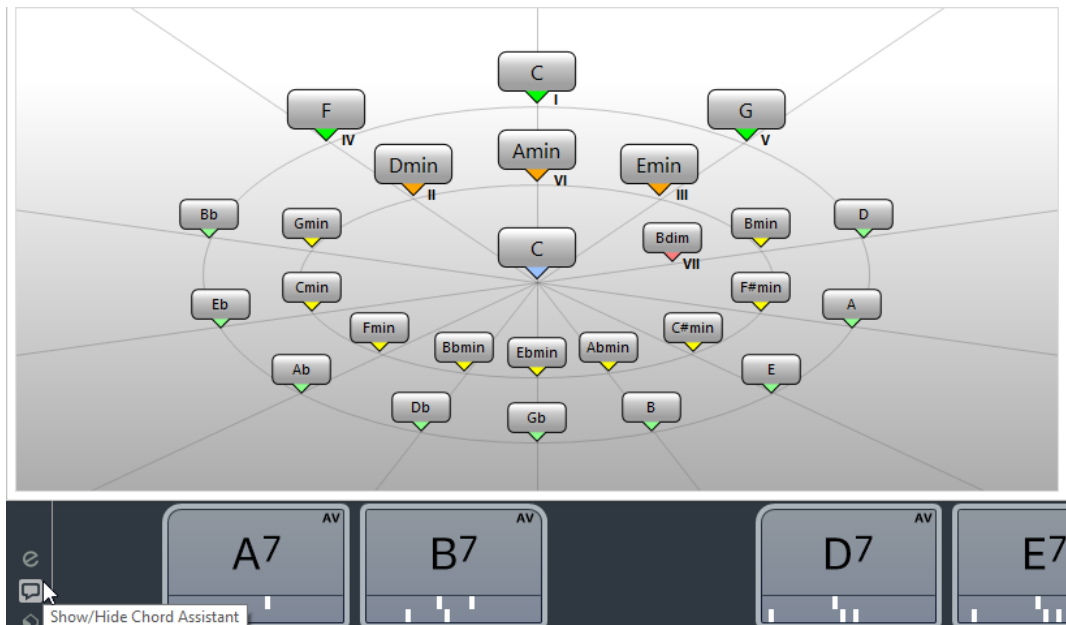 C
I
F
IV
G
V
Dmin
II
Amin
VI
Emin
III
Bb
Gmin
C
Bdim
VII
Bmin
D
Eb
Cmin
F#min
A
Fmin
Bbmin
Ebmin
Abmin
C#min
Ab
E
Db
Gb
B
AV
A7
AV
B7
AV
D7
E7
e
Show/Hide Chord Assistant